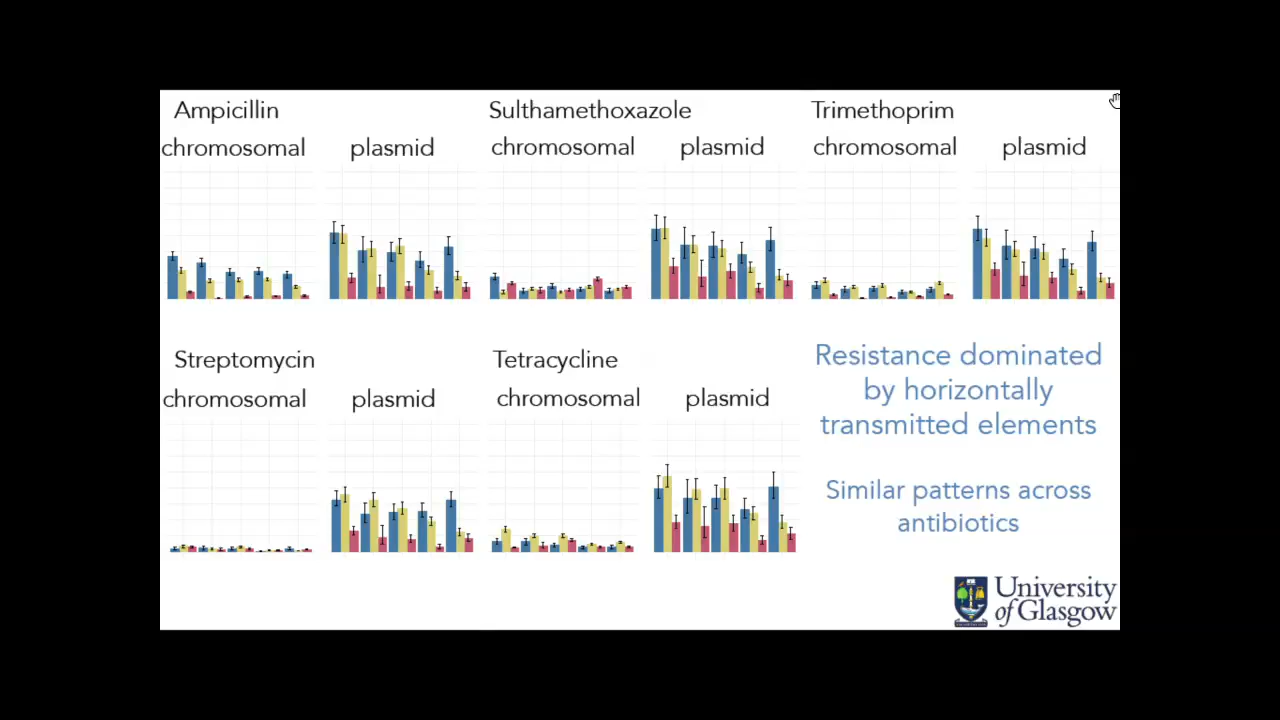 Ampicillin
chromosomal
plasmid
Sulthamethoxazole
chromosomal
plasmid
Trimethoprim
chromosomal
plasmid
Streptomycin
chromosomal
plasmid
Tetracycline
chromosomal
plasmid
Resistance dominated
by horizontally
transmitted elements
Similar patterns across
antibiotics
University
of Glasgow